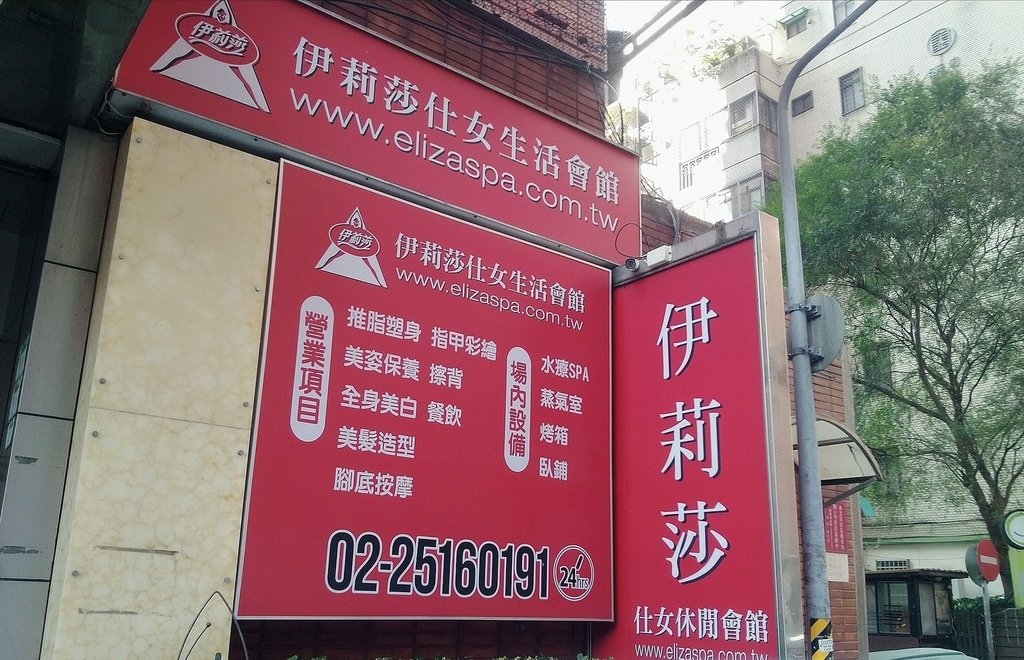 伊莉莎
伊莉莎仕女生活會館
www.elizaspa.com.tw
伊莉莎
伊莉莎仕女生活會館
www.elizaspa.com.tw
營業項目
推脂塑身 指甲彩繪
美姿保養 擦背
全身美白 餐飲
美髮造型
腳底按摩
場內設備
水療SPA
蒸氣室
烤箱
臥鋪
02-25160191
24hrs
伊莉莎
仕女休閒會館
www.elizaspa.com.tw